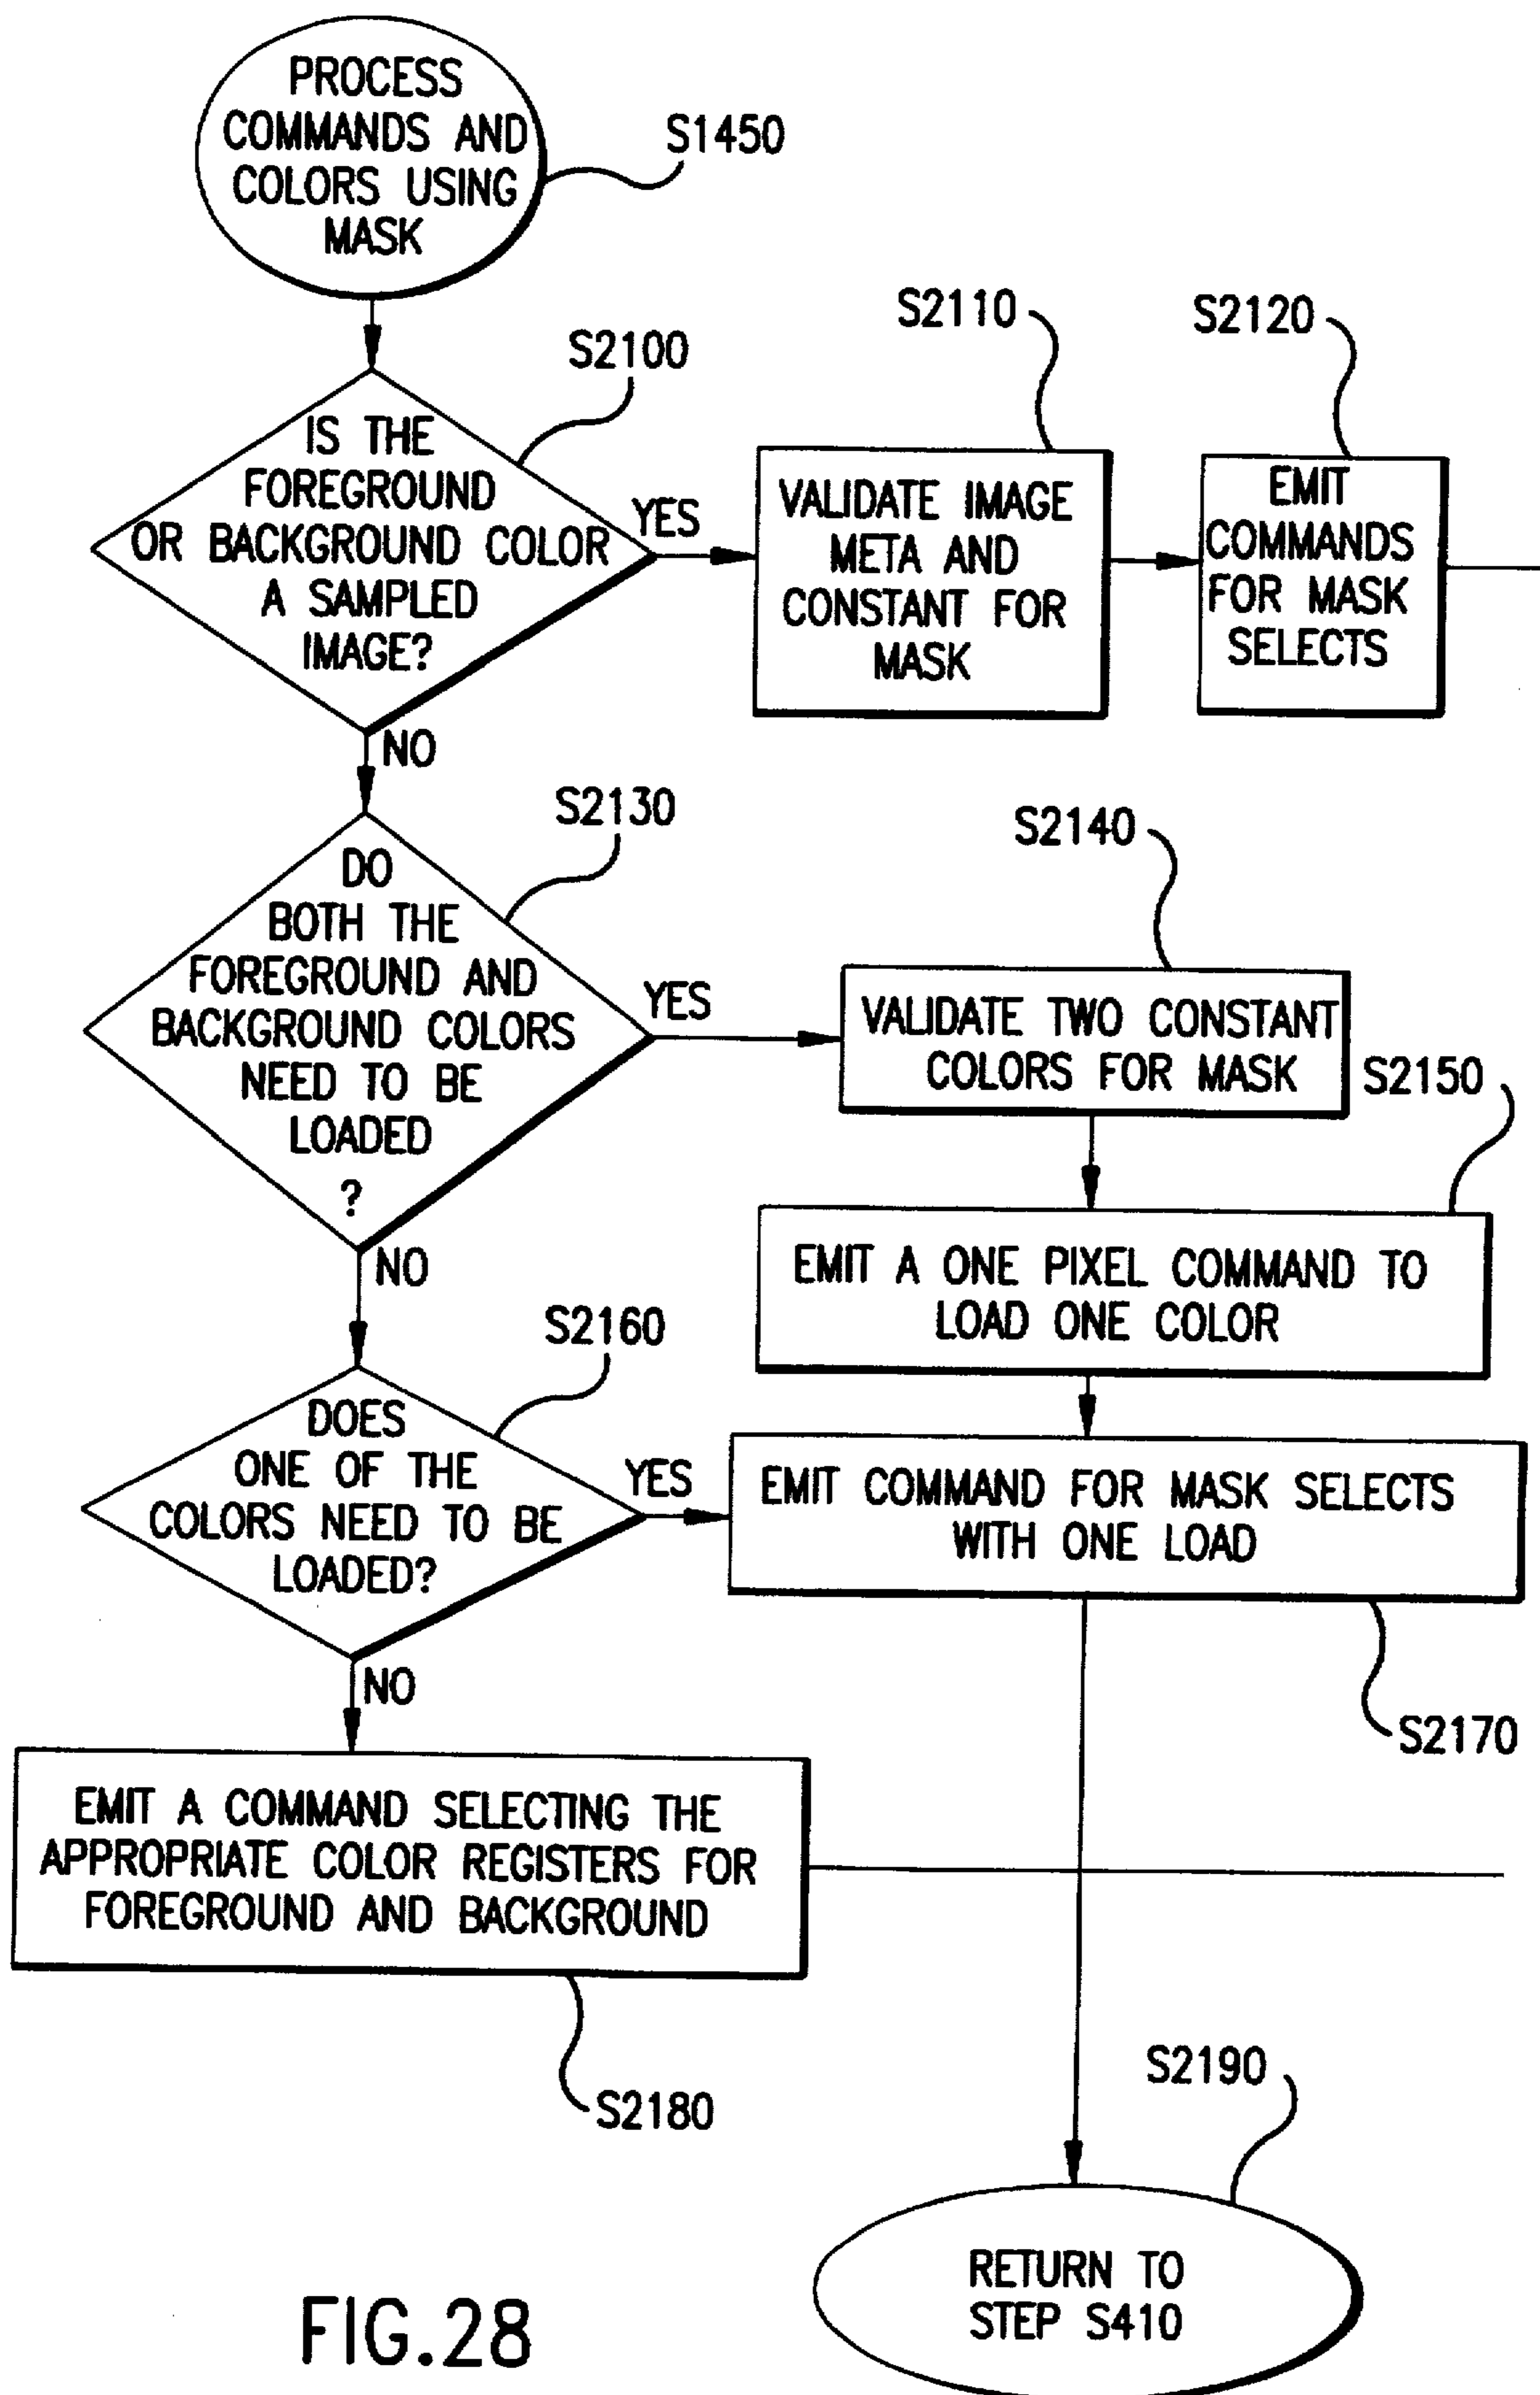 PROCESS
COMMANDS AND
COLORS USING
MASK
S1450
S2100
IS THE
FOREGROUND
OR BACKGROUND COLOR
A SAMPLED
IMAGE?
YES
NO
S2110
VALIDATE IMAGE
META AND
CONSTANT FOR
MASK
S2120
EMIT
COMMANDS
FOR MASK
SELECTS
S2130
DO
BOTH THE
FOREGROUND AND
BACKGROUND COLORS
NEED TO BE
LOADED
?
YES
NO
S2140
VALIDATE TWO CONSTANT
COLORS FOR MASK
S2150
EMIT A ONE PIXEL COMMAND TO
LOAD ONE COLOR
S2160
DOES
ONE OF THE
COLORS NEED TO BE
LOADED?
YES
NO
EMIT COMMAND FOR MASK SELECTS
WITH ONE LOAD
S2170
EMIT A COMMAND SELECTING THE
APPROPRIATE COLOR REGISTERS FOR
FOREGROUND AND BACKGROUND
S2180
S2190
RETURN TO
STEP S410
FIG.28